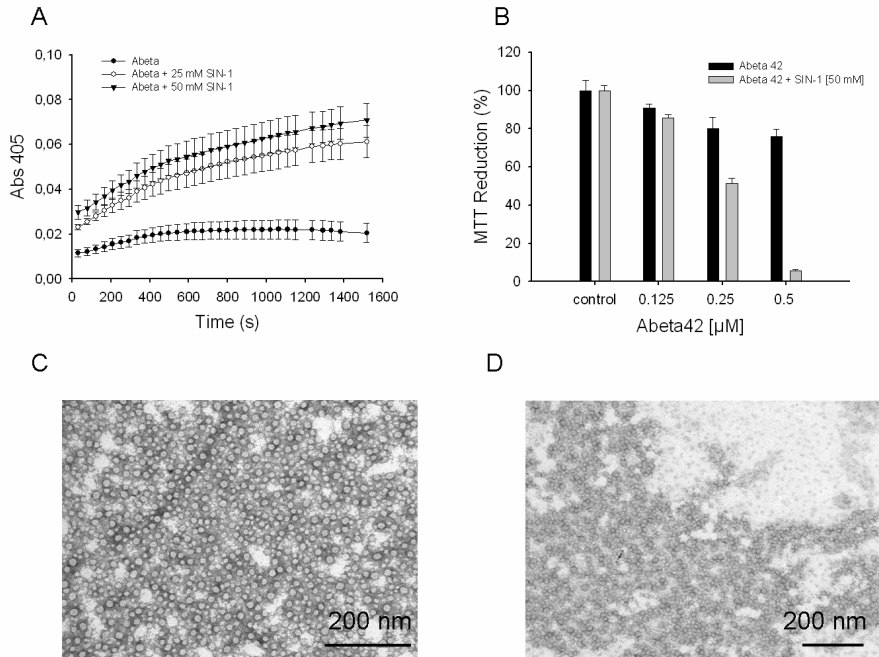 A
0,10
0,08
0,06
0,04
0,02
0,00
Abs 405
Abeta
Abeta + 25 mM SIN-1
Abeta + 50 mM SIN-1
0 200 400 600 800 1000 1200 1400 1600
Time (s)
B
120
100
80
60
40
20
0
MTT Reduction (%)
Abeta 42
Abeta 42 + SIN-1 [50 mM]
control 0.125 0.25 0.5
Abeta42 [µM]
C
200 nm
D
200 nm